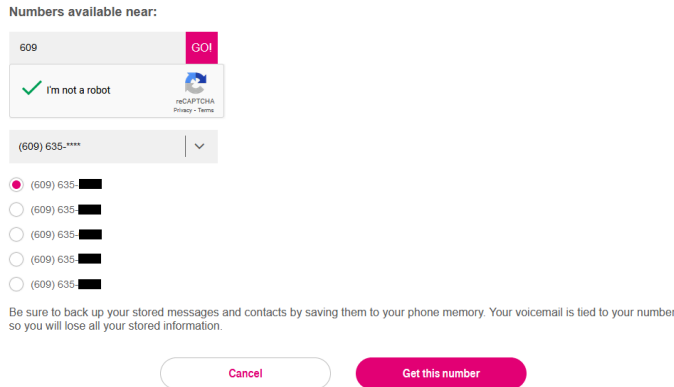 Numbers available near:
609 GO!
I'm not a robot
reCAPTCHA
Privacy - Terms
(609) 635-****
(609) 635-
(609) 635-
(609) 635-
(609) 635-
(609) 635-
Be sure to back up your stored messages and contacts by saving them to your phone memory. Your voicemail is tied to your number
so you will lose all your stored information.
Cancel Get this number